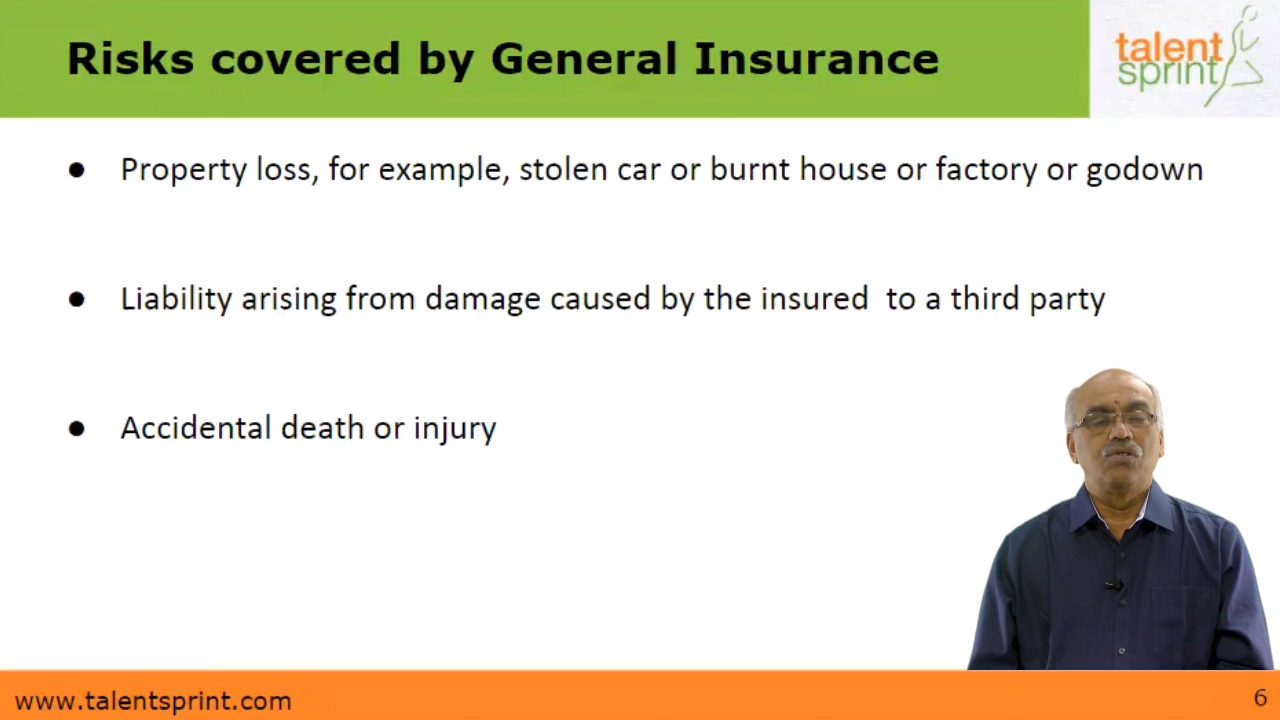 Risks covered by General Insurance
talent
sprint
● Property loss, for example, stolen car or burnt house or factory or godown
● Liability arising from damage caused by the insured  to a third party
● Accidental death or injury
www.talentsprint.com
6